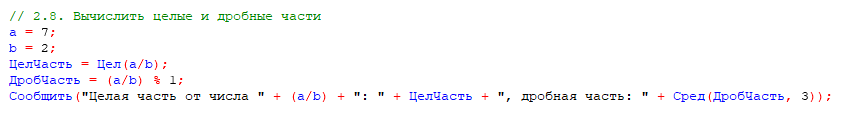 // 2.8. Вычислить целые и дробные части
a = 7;
b = 2;
ЦелЧасть = Цел(a/b);
ДробЧасть = (a/b) % 1;
Сообщить("Целая часть от числа " + (a/b) + ": " + ЦелЧасть + ", дробная часть: " + Сред(ДробЧасть, 3));